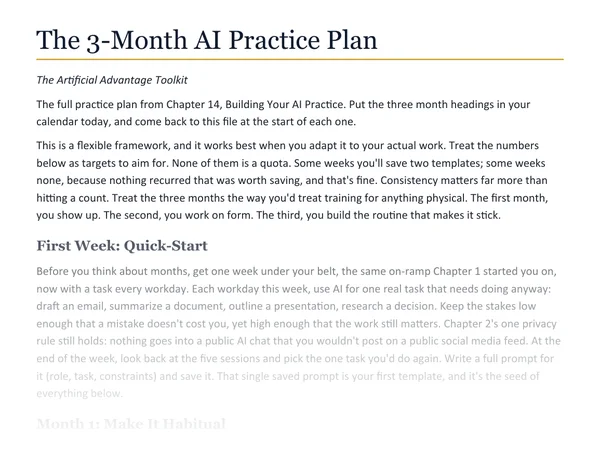 The 3-Month AI Practice Plan
The Artificial Advantage Toolkit
The full practice plan from Chapter 14, Building Your AI Practice. Put the three month headings in your
calendar today, and come back to this file at the start of each one.
This is a flexible framework, and it works best when you adapt it to your actual work. Treat the numbers
below as targets to aim for. None of them is a quota. Some weeks you'll save two templates; some weeks
none, because nothing recurred that was worth saving, and that's fine. Consistency matters far more than
hitting a count. Treat the three months the way you'd treat training for anything physical. The first month,
you show up. The second, you work on form. The third, you build the routine that makes it stick.
First Week: Quick-Start
Before you think about months, get one week under your belt, the same on-ramp Chapter 1 started you on,
now with a task every workday. Each workday this week, use AI for one real task that needs doing anyway:
draft an email, summarize a document, outline a presentation, research a decision. Keep the stakes low
enough that a mistake doesn't cost you, yet high enough that the work still matters. Chapter 2's one privacy
rule still holds: nothing goes into a public AI chat that you wouldn't post on a public social media feed. At the
end of the week, look back at the five sessions and pick the one task you'd do again. Write a full prompt for
it (role, task, constraints) and save it. That single saved prompt is your first template, and it's the seed of
everything below.
Month 1: Make It Habitual